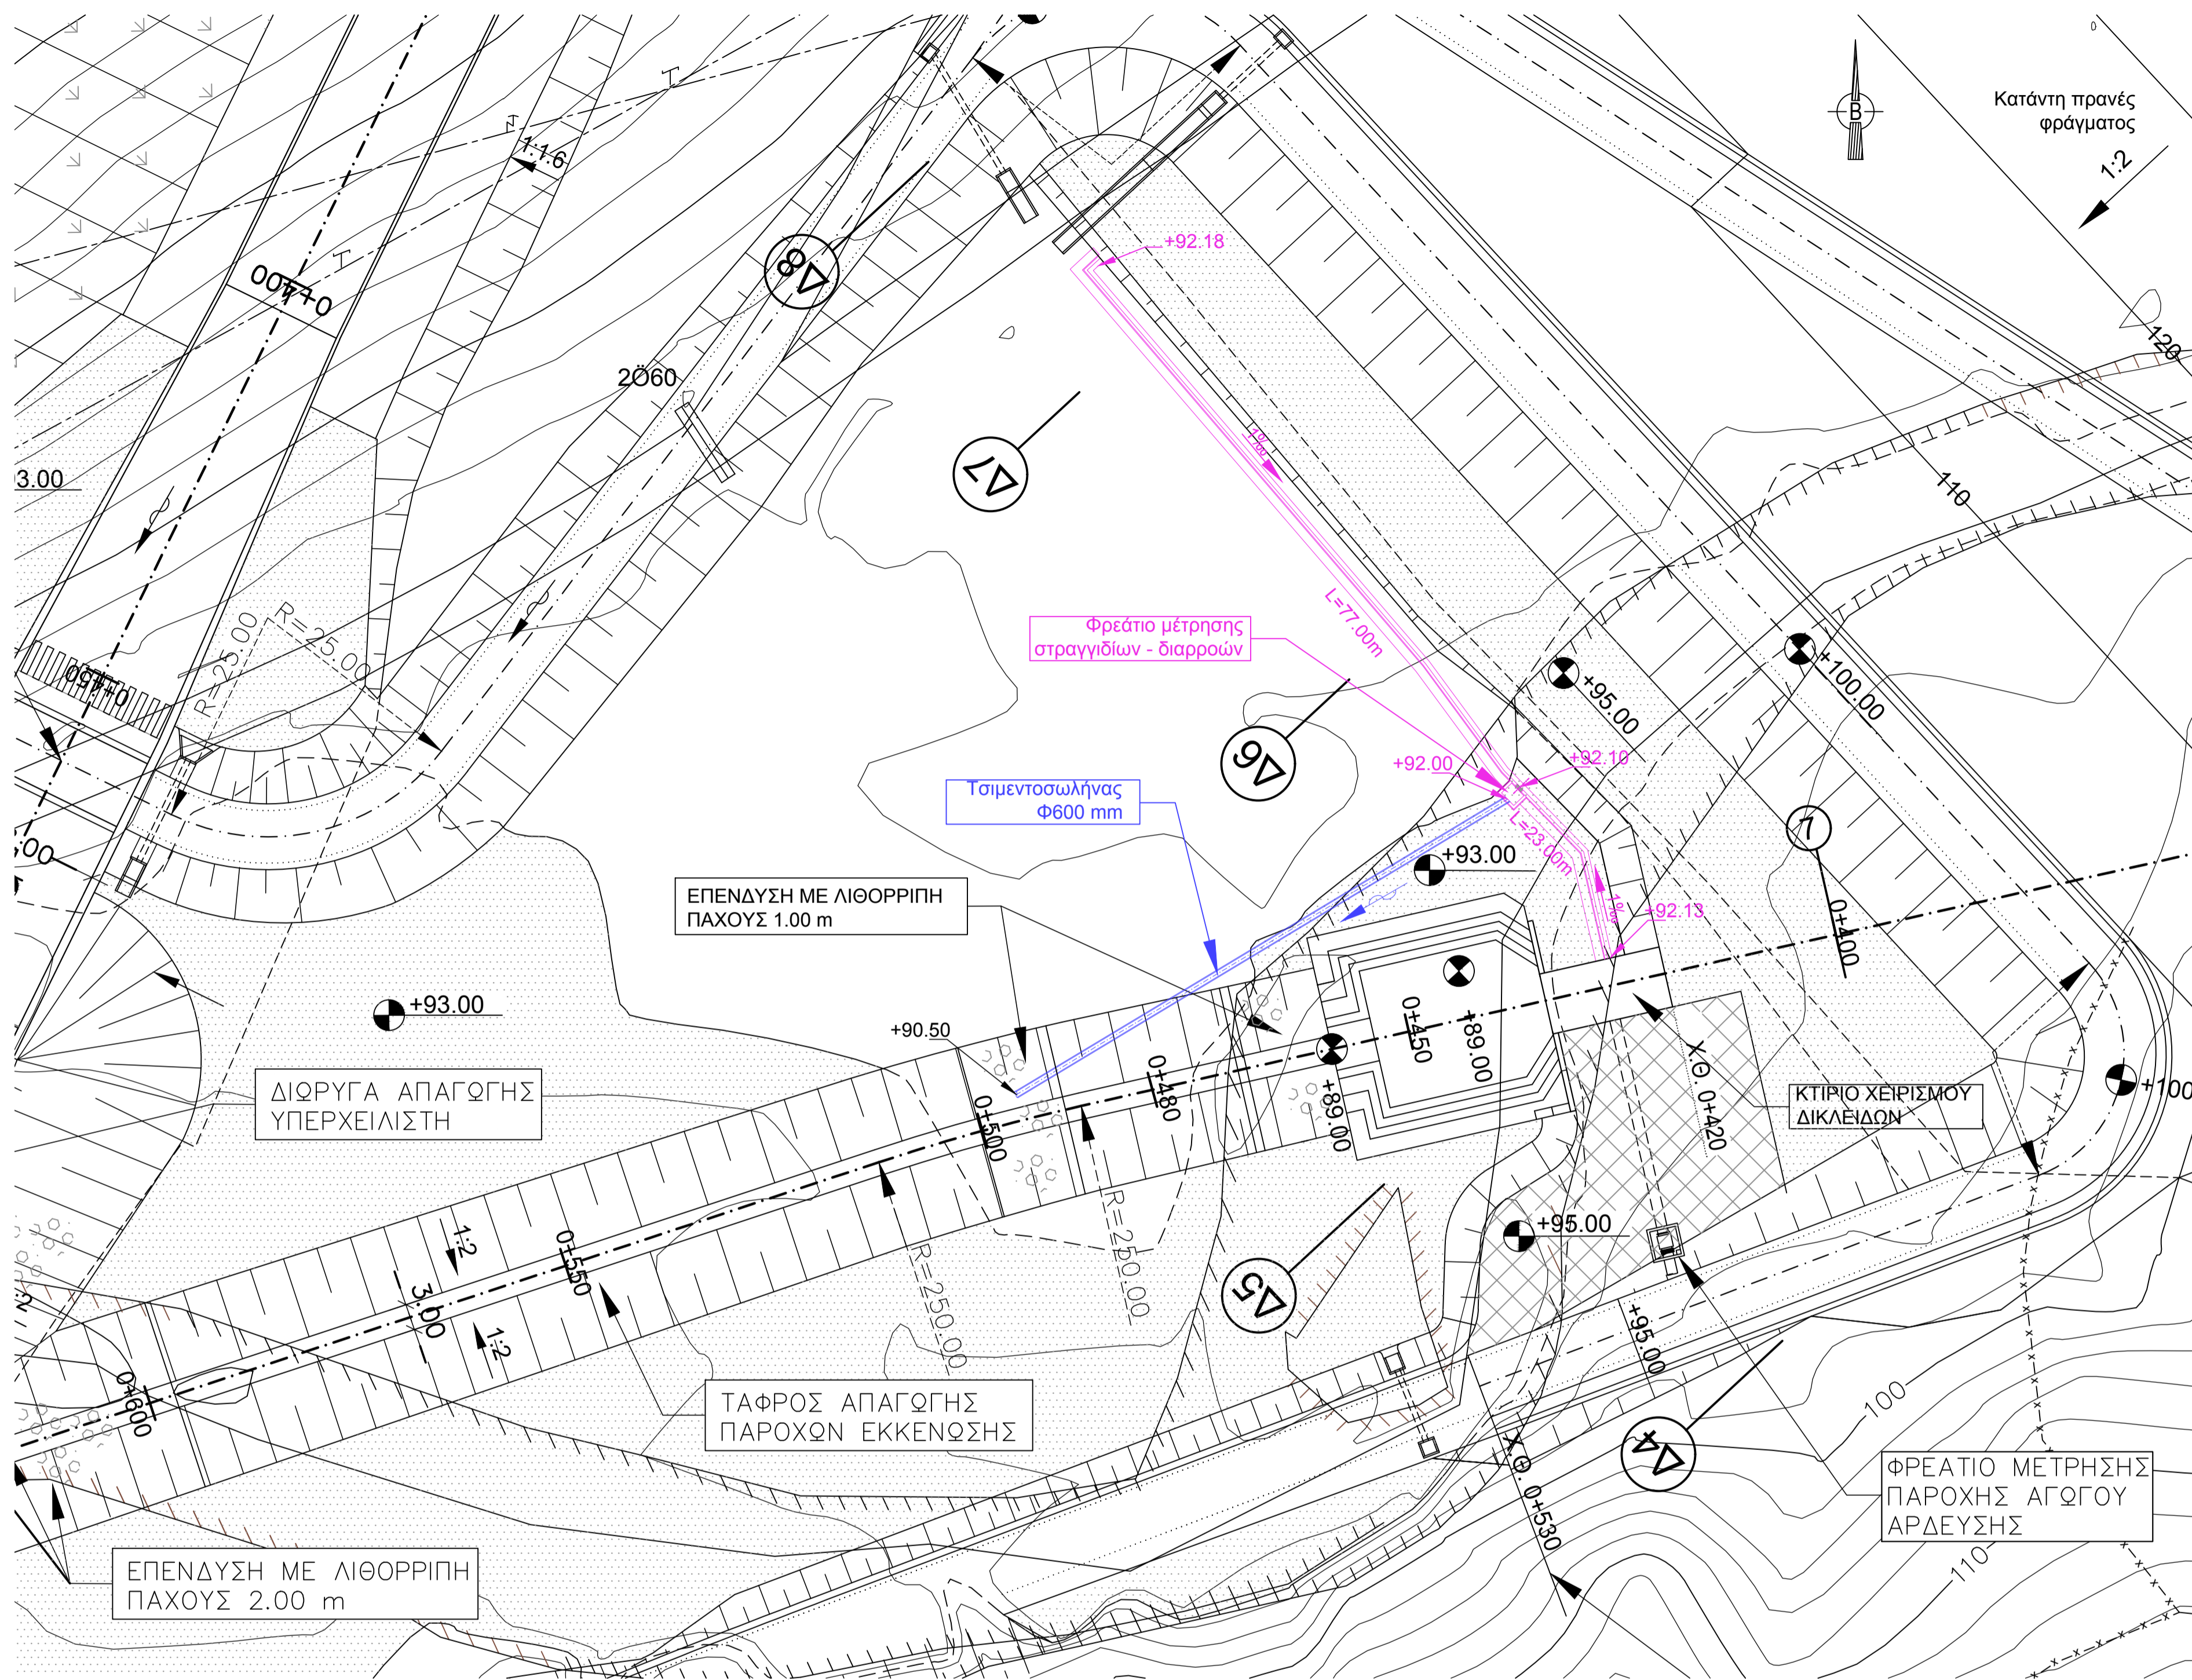 Β
Κατάντη πρανές
φράγματος
1:2
1:1.6
+92.18
Δ8
0+400
2Ö60
120
3.00
Δ7
1‰
110
R=25.00
R=25.00
L=77.00m
Φρεάτιο μέτρησης
στραγγιδίων - διαρροών
+95.00
+100.00
0+450
Δ6
+92.00
+92.10
Τσιμεντοσωλήνας
Φ600 mm
L=23.00m
7
+93.00
ΕΠΕΝΔΥΣΗ ΜΕ ΛΙΘΟΡΡΙΠΗ
ΠΑΧΟΥΣ 1.00 m
1‰
+92.13
0+400
+93.00
+90.50
0+450
+89.00
+89.00
0+480
0+500
Χ.Θ. 0+420
+100
ΔΙΩΡΥΓΑ ΑΠΑΓΩΓΗΣ
ΥΠΕΡΧΕΙΛΙΣΤΗ
ΚΤΙΡΙΟ ΧΕΙΡΙΣΜΟΥ
ΔΙΚΛΕΙΔΩΝ
R=250.00
R=250.00
+95.00
1:2
0+550
3.00
1:2
:2
Δ5
+95.00
0+600
ΤΑΦΡΟΣ ΑΠΑΓΩΓΗΣ
ΠΑΡΟΧΩΝ ΕΚΚΕΝΩΣΗΣ
100
Δ4
Χ.Θ. 0+530
ΦΡΕΑΤΙΟ ΜΕΤΡΗΣΗΣ
ΠΑΡΟΧΗΣ ΑΓΩΓΟΥ
ΑΡΔΕΥΣΗΣ
110
ΕΠΕΝΔΥΣΗ ΜΕ ΛΙΘΟΡΡΙΠΗ
ΠΑΧΟΥΣ 2.00 m